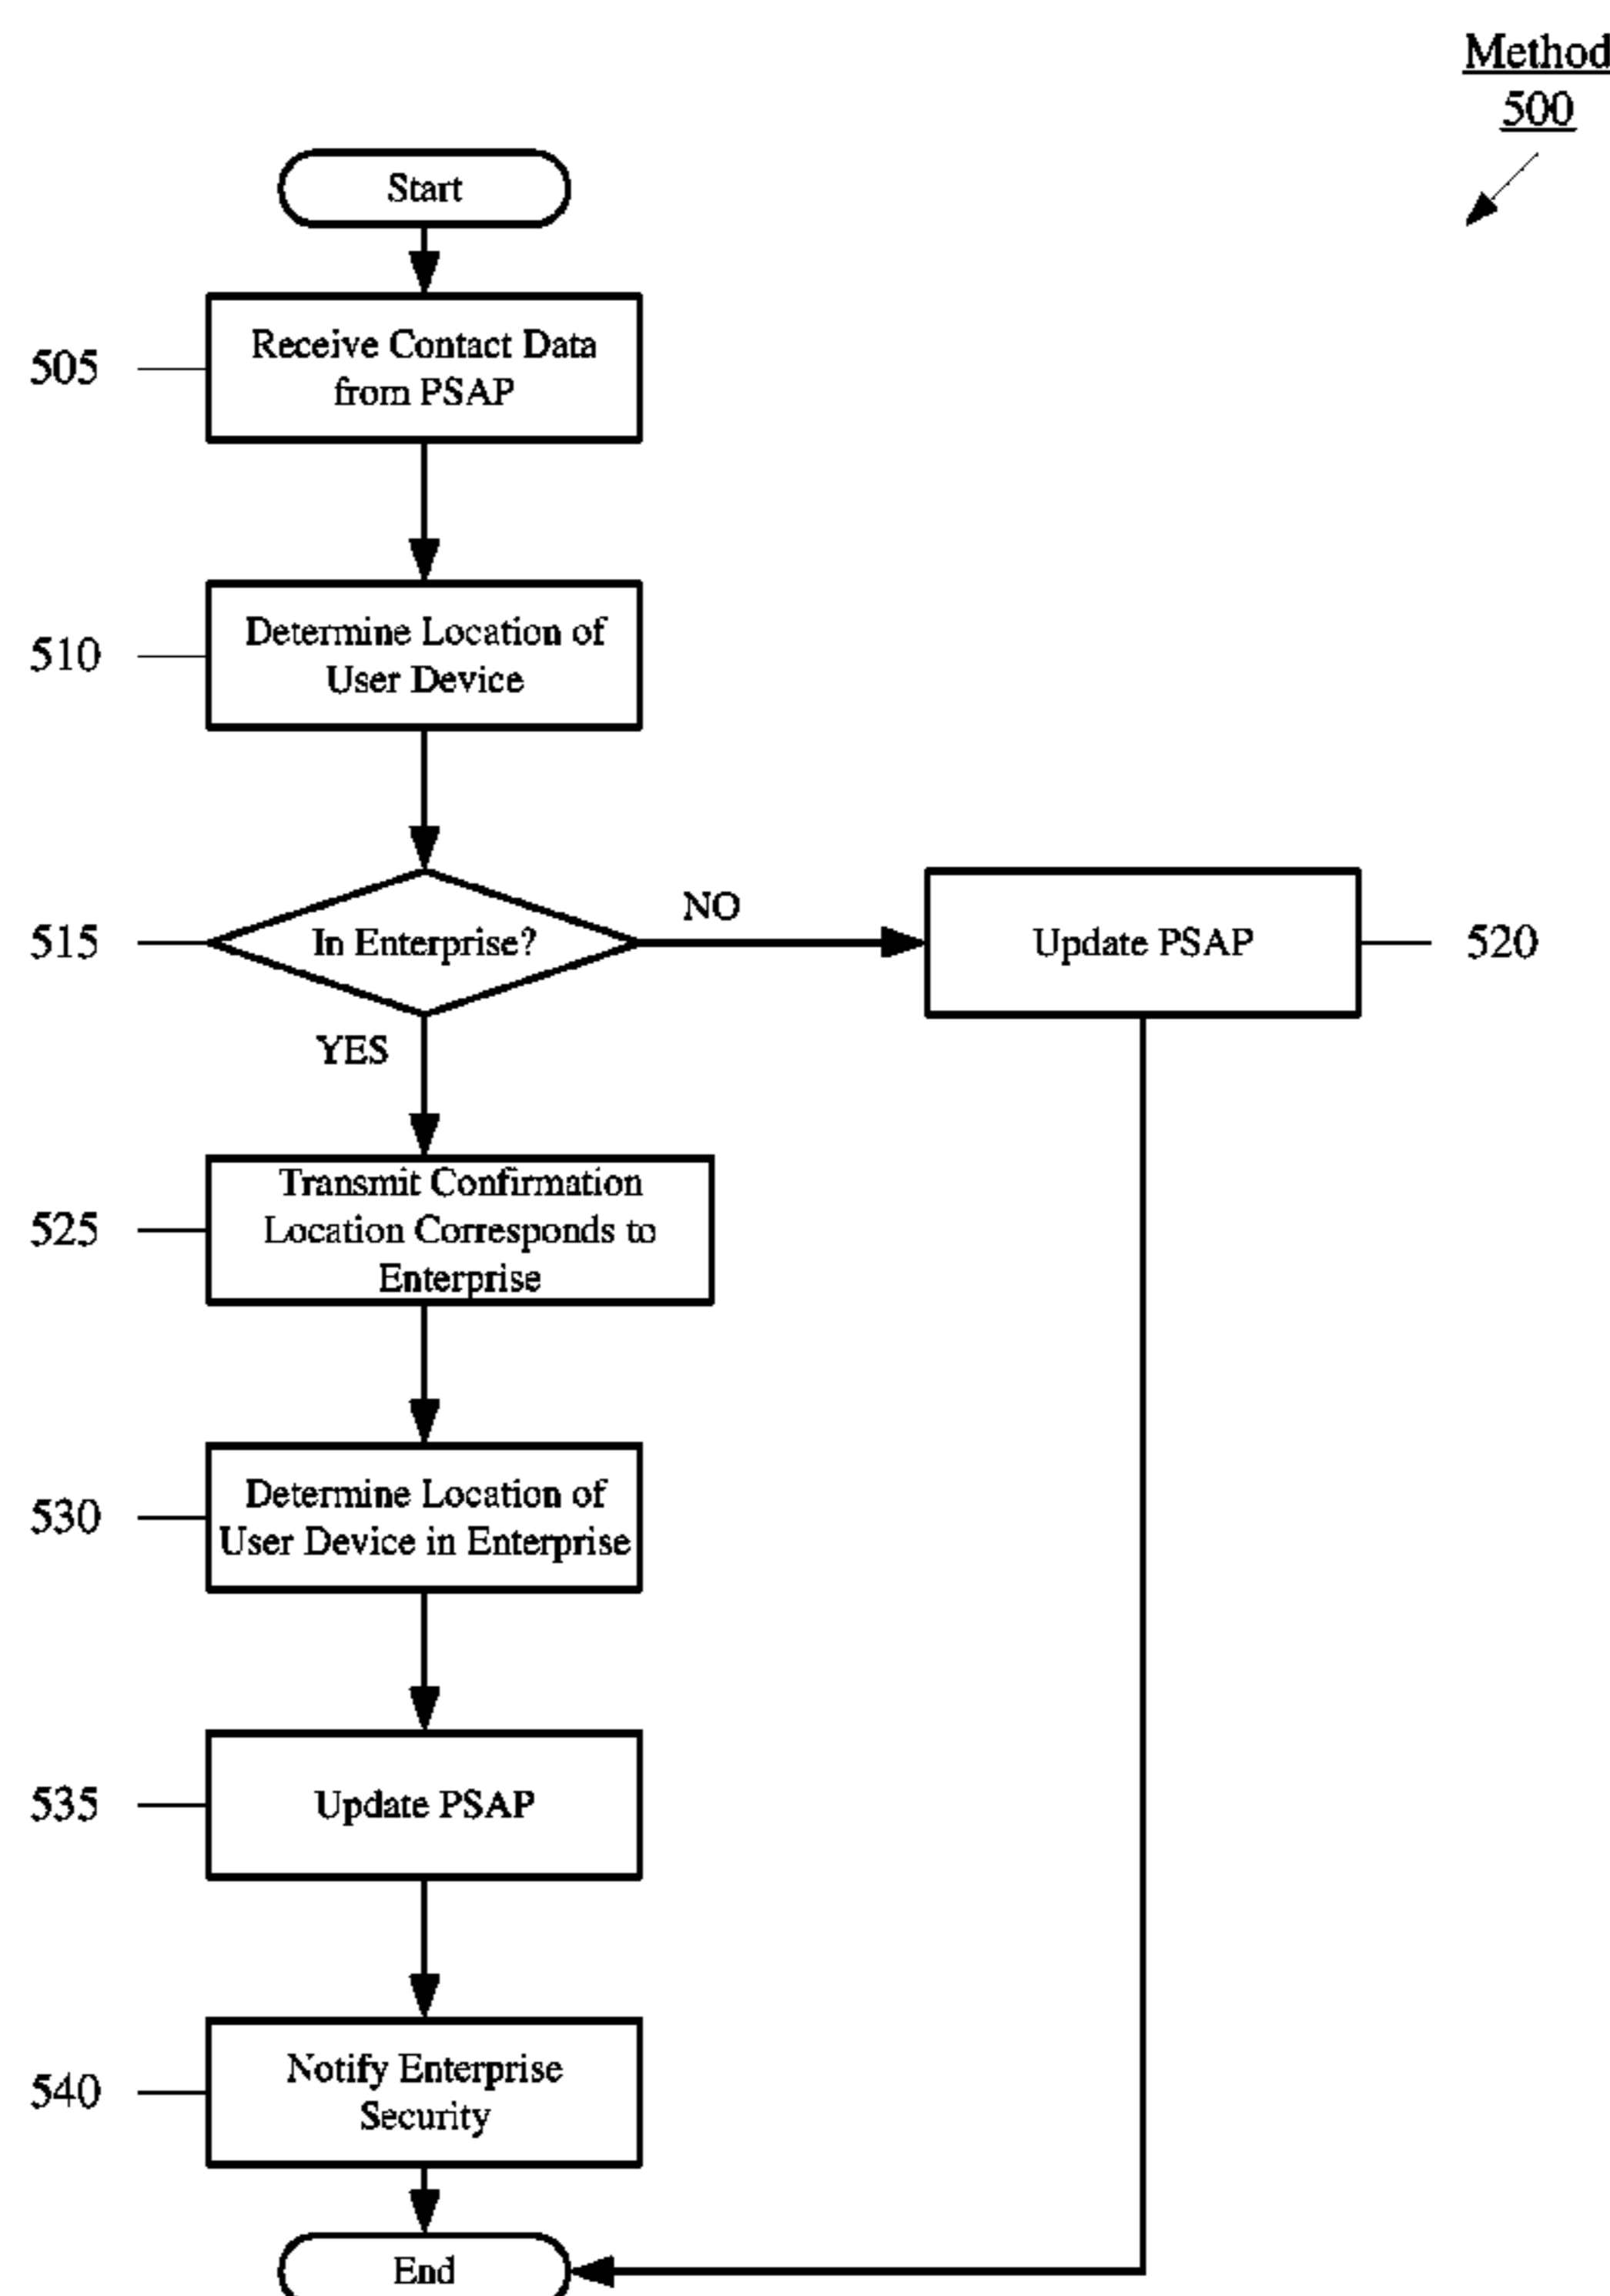 Method
500
Start
505
Receive Contact Data
from PSAP
510
Determine Location of
User Device
515
In Enterprise?
NO
Update PSAP
520
YES
525
Transmit Confirmation
Location Corresponds to
Enterprise
530
Determine Location of
User Device in Enterprise
535
Update PSAP
540
Notify Enterprise
Security
End